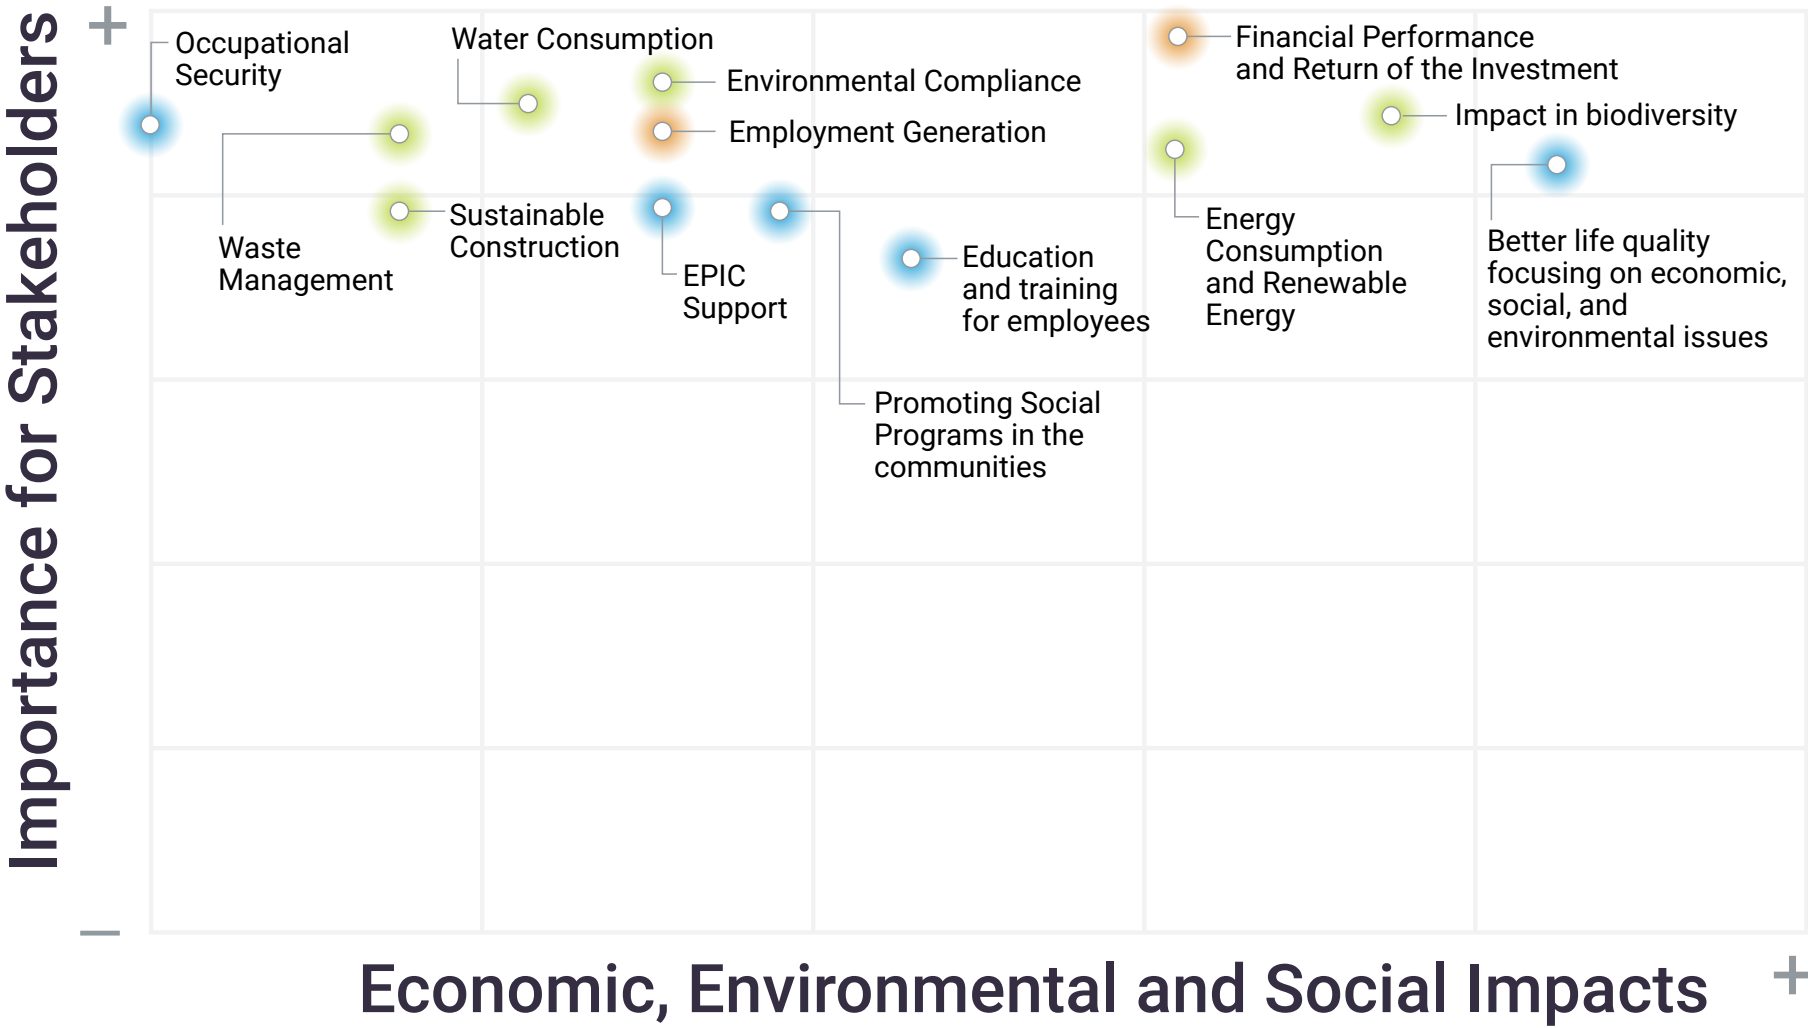 Importance for Stakeholders
+
Occupational
Security
Water Consumption
Environmental Compliance
Employment Generation
Financial Performance
and Return of the Investment
Impact in biodiversity
Waste
Management
Sustainable
Construction
EPIC
Support
Education
and training
for employees
Energy
Consumption
and Renewable
Energy
Better life quality
focusing on economic,
social, and
environmental issues
Promoting Social
Programs in the
communities
–
Economic, Environmental and Social Impacts
+